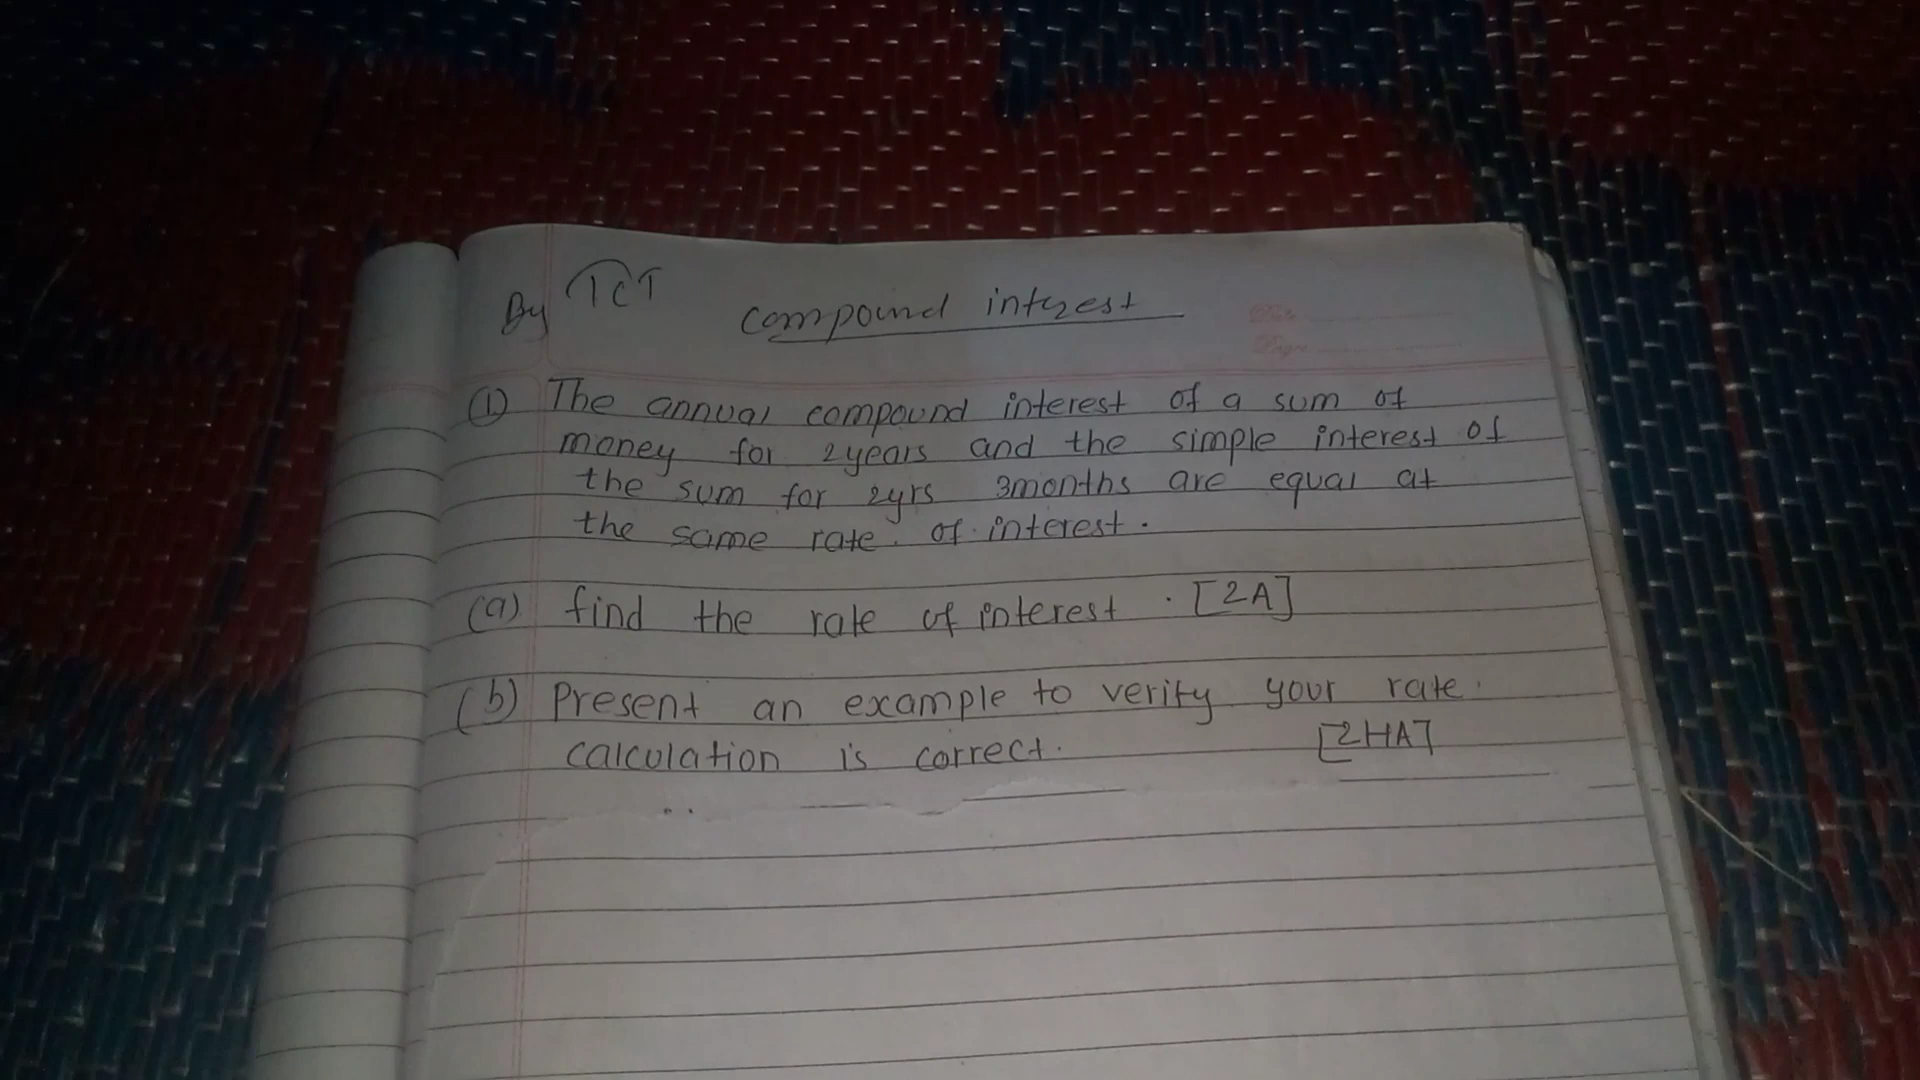 By TCT
compound intrest
① The annual compound interest of a sum of
money for 2years and the simple interest of
the sum for 2yrs 3months are equal at
the same rate of interest.
(a) find the rate of interest. [2A]
(b) Present an example to verify your rate
calculation is correct. [2HA]